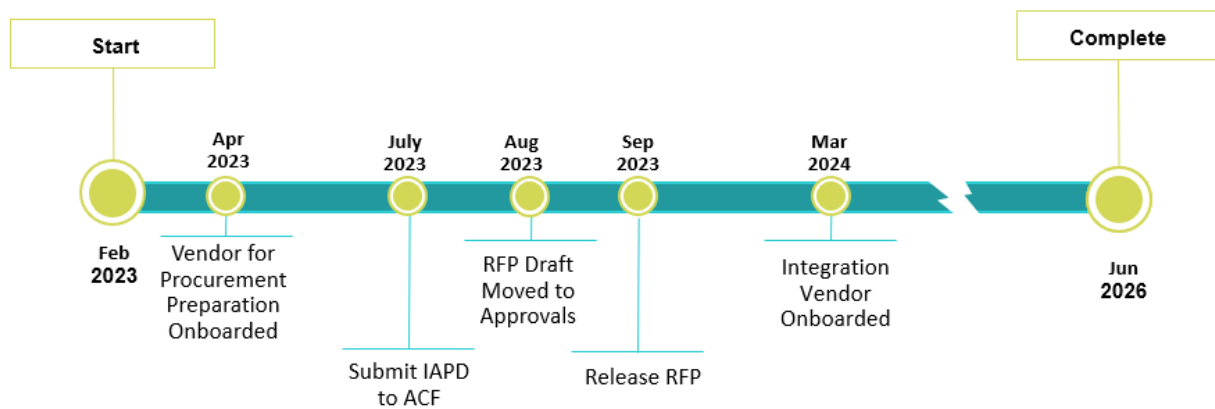 Start
Complete
Apr
2023
July
2023
Aug
2023
Sep
2023
Mar
2024
Feb
2023
Vendor for
Procurement
Preparation
Onboarded
Submit IAPD
to ACF
RFP Draft
Moved to
Approvals
Release RFP
Integration
Vendor
Onboarded
Jun
2026